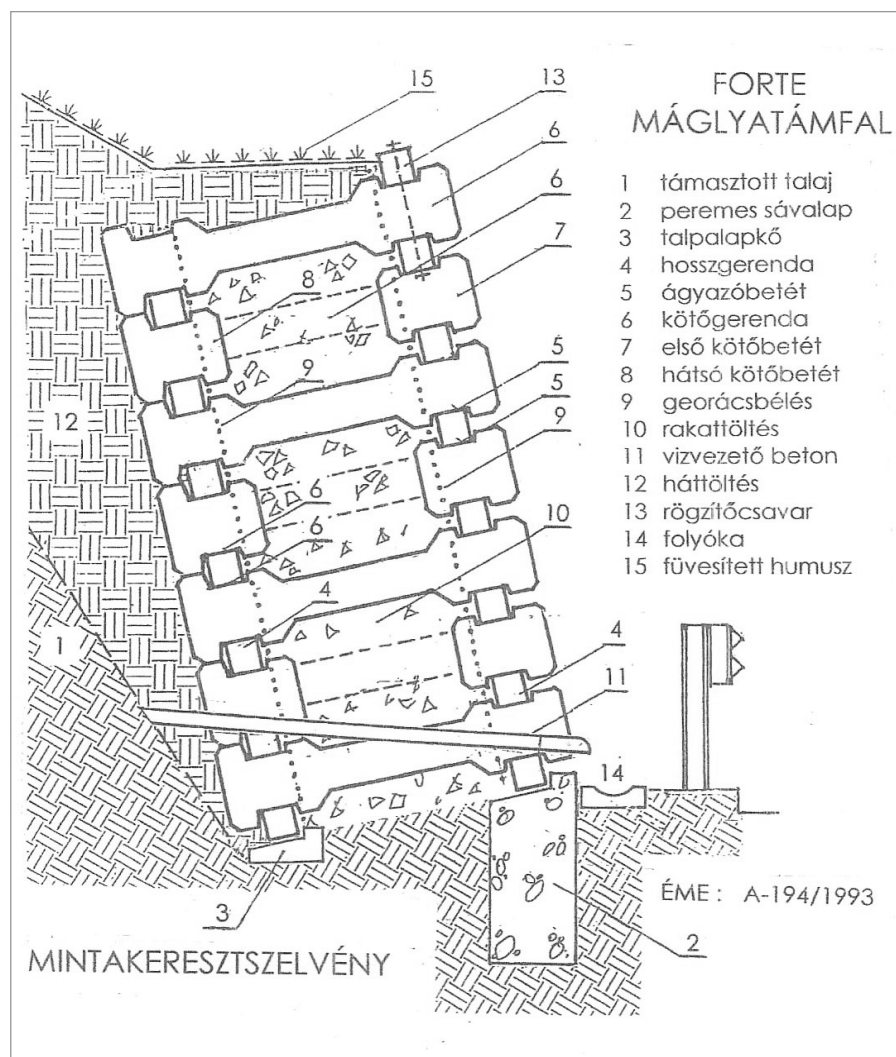 FORTE
MÁGLYATÁMFAL
1 támasztott talaj
2 peremes sávalap
3 talpalapkő
4 hosszgerenda
5 ágyazóbetét
6 kötőgerenda
7 első kötőbetét
8 hátsó kötőbetét
9 georácsbélés
10 rakattöltés
11 vizvezető beton
12 háttöltés
13 rögzítőcsavar
14 folyóka
15 füvesített humusz
15
13
6
6
7
8
5
9
5
12
9
6
10
6
4
1
4
11
14
3
2
ÉME : A-194/1993
MINTAKERESZTSZELVÉNY